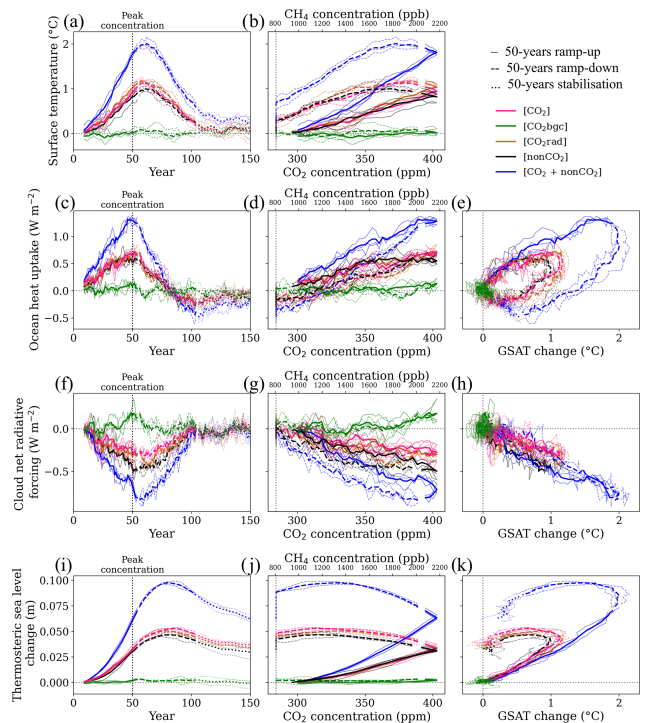 (a)
Peak
concentration
Surface temperature (°C)
2
1
0
0 50 100 150
Year
(b)
CH₄ concentration (ppb)
800 1000 1200 1400 1600 1800 2000 2200
300 350 400
CO₂ concentration (ppm)
50-years ramp-up
50-years ramp-down
50-years stabilisation
[CO₂]
[CO₂bgc]
[CO₂rad]
[nonCO₂]
[CO₂ + nonCO₂]
(c)
Peak
concentration
Ocean heat uptake (W m⁻²)
1.0
0.5
0.0
−0.5
0 50 100 150
Year
(d)
CH₄ concentration (ppb)
800 1000 1200 1400 1600 1800 2000 2200
300 350 400
CO₂ concentration (ppm)
(e)
0 1 2
GSAT change (°C)
(f)
Peak
concentration
Cloud net radiative
forcing (W m⁻²)
0.0
−0.5
0 50 100 150
Year
(g)
CH₄ concentration (ppb)
800 1000 1200 1400 1600 1800 2000 2200
300 350 400
CO₂ concentration (ppm)
(h)
0 1 2
GSAT change (°C)
(i)
Peak
concentration
Thermosteric sea level
change (m)
0.100
0.075
0.050
0.025
0.000
0 50 100 150
Year
(j)
CH₄ concentration (ppb)
800 1000 1200 1400 1600 1800 2000 2200
300 350 400
CO₂ concentration (ppm)
(k)
0 1 2
GSAT change (°C)